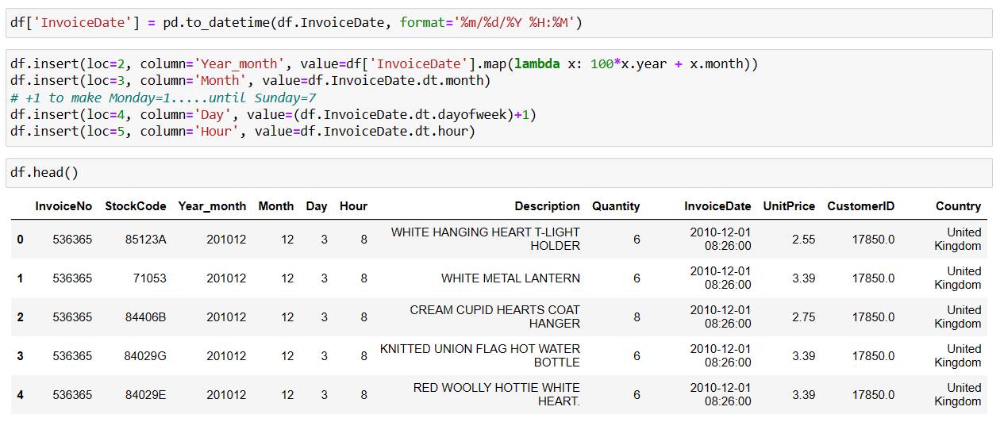 df['InvoiceDate'] = pd.to_datetime(df.InvoiceDate, format='%m/%d/%Y %H:%M')
df.insert(loc=2, column='Year_month', value=df['InvoiceDate'].map(lambda x: 100*x.year + x.month))
df.insert(loc=3, column='Month', value=df.InvoiceDate.dt.month)
# +1 to make Monday=1.....until Sunday=7
df.insert(loc=4, column='Day', value=(df.InvoiceDate.dt.dayofweek)+1)
df.insert(loc=5, column='Hour', value=df.InvoiceDate.dt.hour)
df.head()
InvoiceNo StockCode Year_month Month Day Hour Description Quantity InvoiceDate UnitPrice CustomerID Country
WHITE HANGING HEART T-LIGHT 2010-12-01 United
0 536365 85123A 201012 12 3 8 6 2.55 17850.0
HOLDER 08:26:00 Kingdom
2010-12-01 United
1 536365 71053 201012 12 3 8 WHITE METAL LANTERN 6 3.39 17850.0
08:26:00 Kingdom
CREAM CUPID HEARTS COAT 2010-12-01 United
2 536365 84406B 201012 12 3 8 8 2.75 17850.0
HANGER 08:26:00 Kingdom
KNITTED UNION FLAG HOT WATER 2010-12-01 United
3 536365 84029G 201012 12 3 8 6 3.39 17850.0
BOTTLE 08:26:00 Kingdom
RED WOOLLY HOTTIE WHITE 2010-12-01 United
4 536365 84029E 201012 12 3 8 6 3.39 17850.0
HEART. 08:26:00 Kingdom